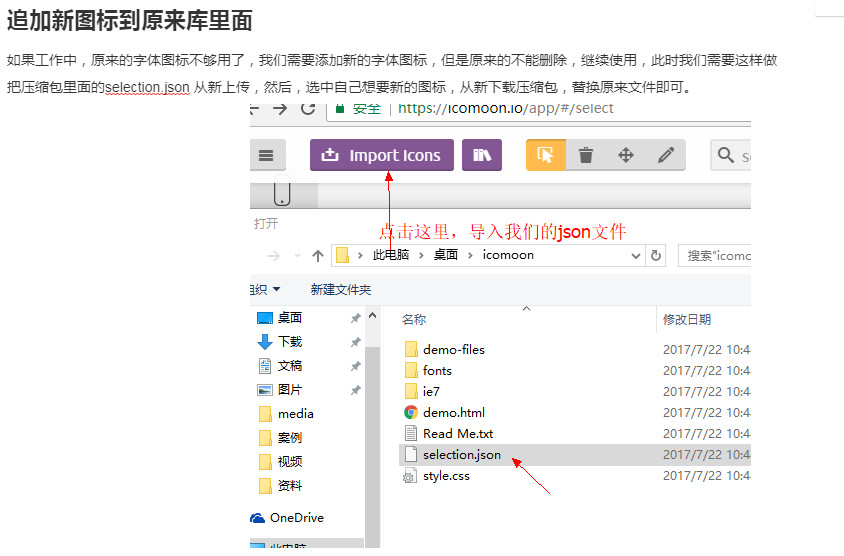 追加新图标到原来库里面
如果工作中，原来的字体图标不够用了，我们需要添加新的字体图标，但是原来的不能删除，继续使用，此时我们需要这样做
把压缩包里面的selection.json 从新上传，然后，选中自己想要新的图标，从新下载压缩包，替换原来文件即可。
安全 | https://icomoon.io/app/#/select
Import Icons
打开
点击这里，导入我们的json文件
此电脑 > 桌面 > icomoon
搜索"icomo
组织 新建文件夹
名称 修改日期
桌面
下载
文稿
图片
media
案例
视频
资料
OneDrive
此电脑
demo-files 2017/7/22 10:4
fonts 2017/7/22 10:4
ie7 2017/7/22 10:4
demo.html 2017/7/22 10:4
Read Me.txt 2017/7/22 10:4
selection.json 2017/7/22 10:4
style.css 2017/7/22 10:4